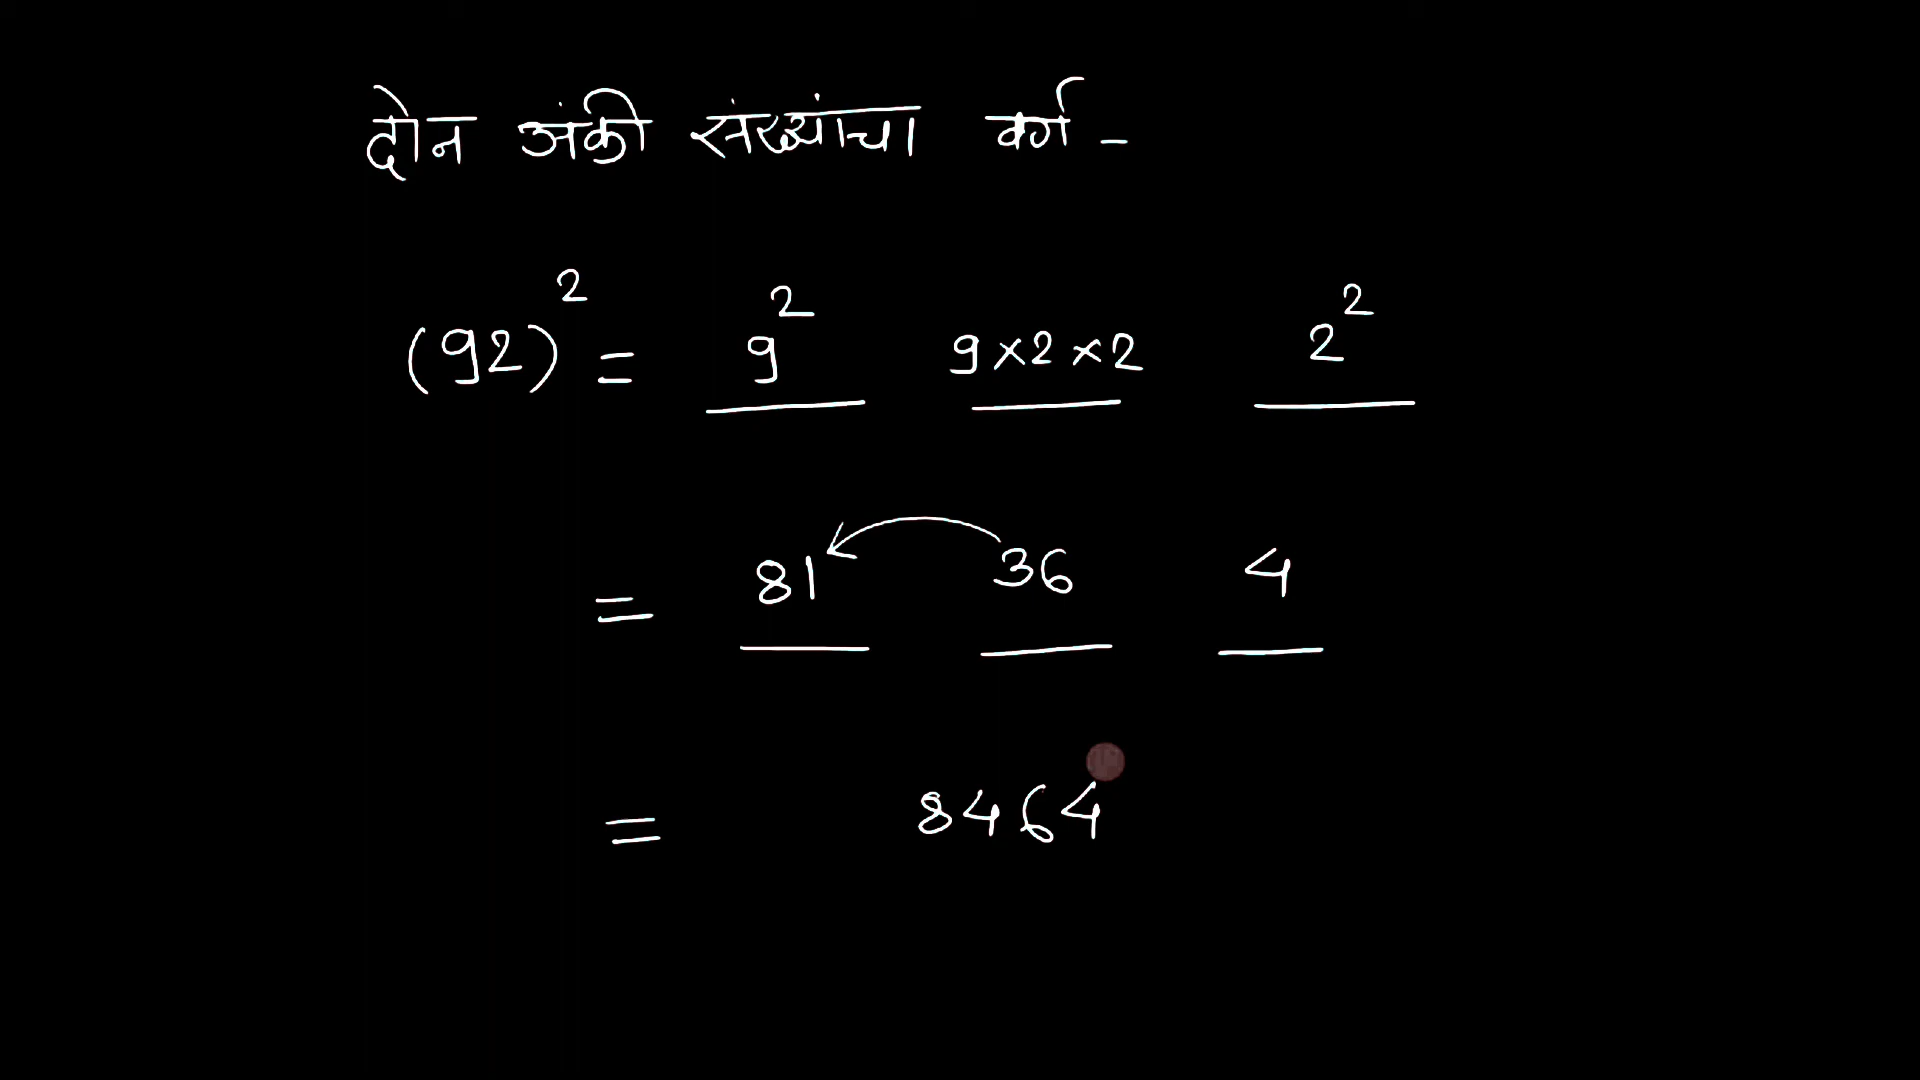 दोन अंकी संख्यांचा वर्ग -
(92)² = 9² 9×2×2 2²
= 81 36 4
= 8464